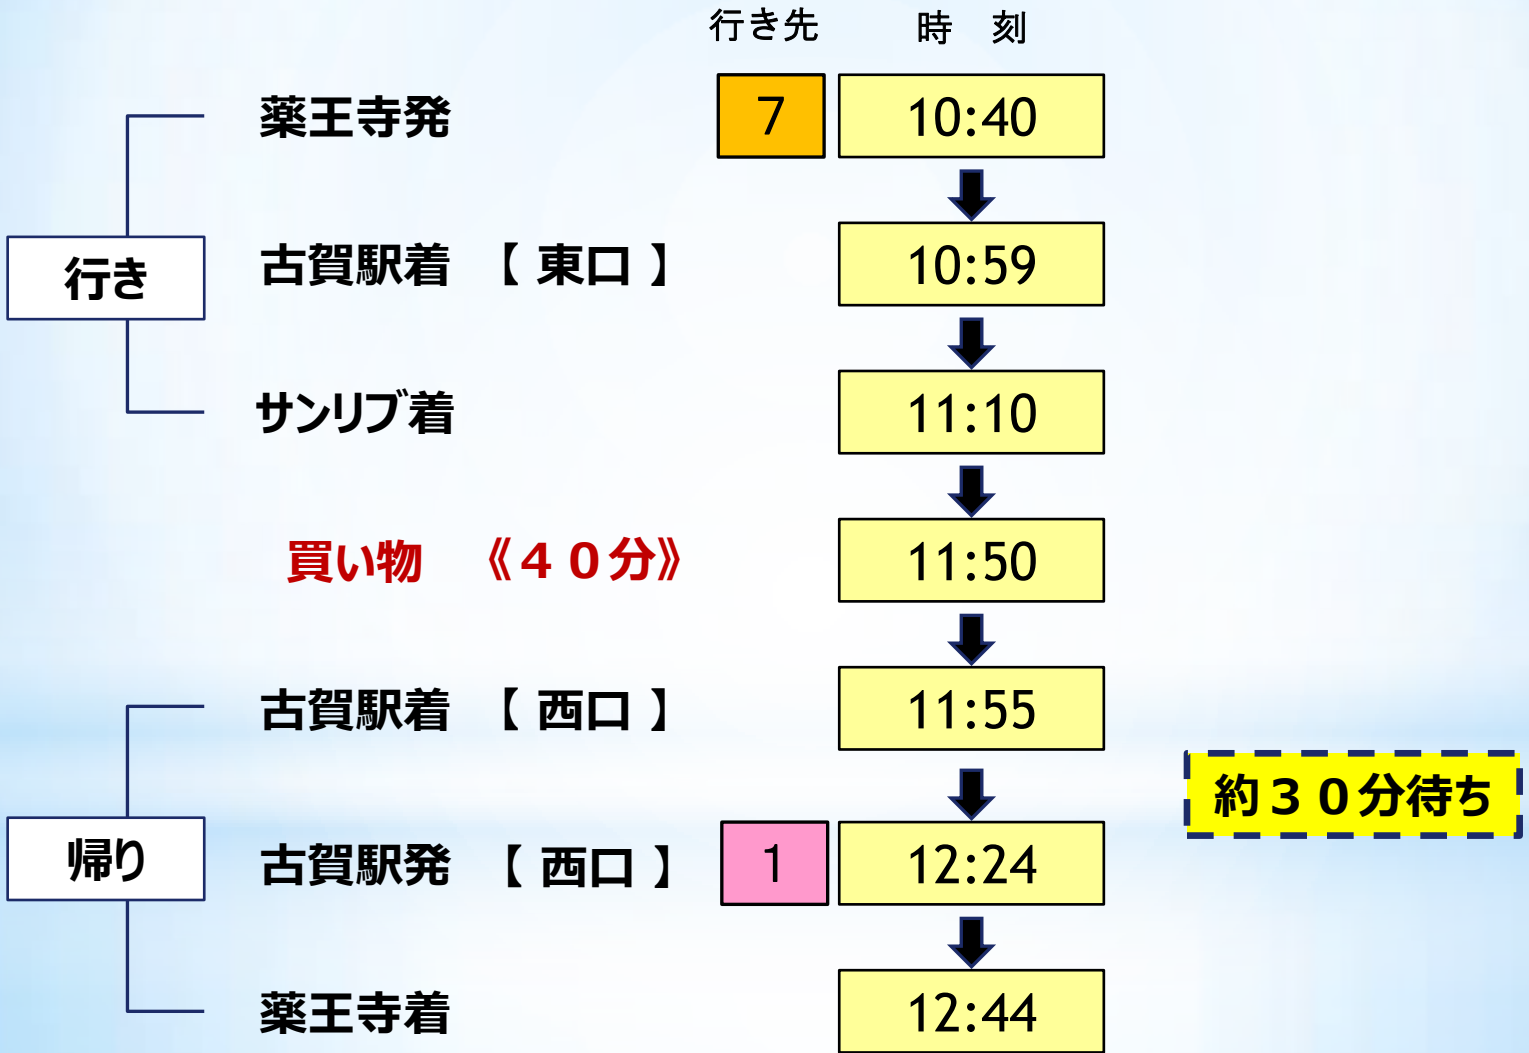 行き先　時　刻
薬王寺発　7　10:40
行き　古賀駅着　【 東口 】　10:59
サンリブ着　11:10
買い物　《４０分》　11:50
古賀駅着　【 西口 】　11:55
約３０分待ち
帰り　古賀駅発　【 西口 】　1　12:24
薬王寺着　12:44